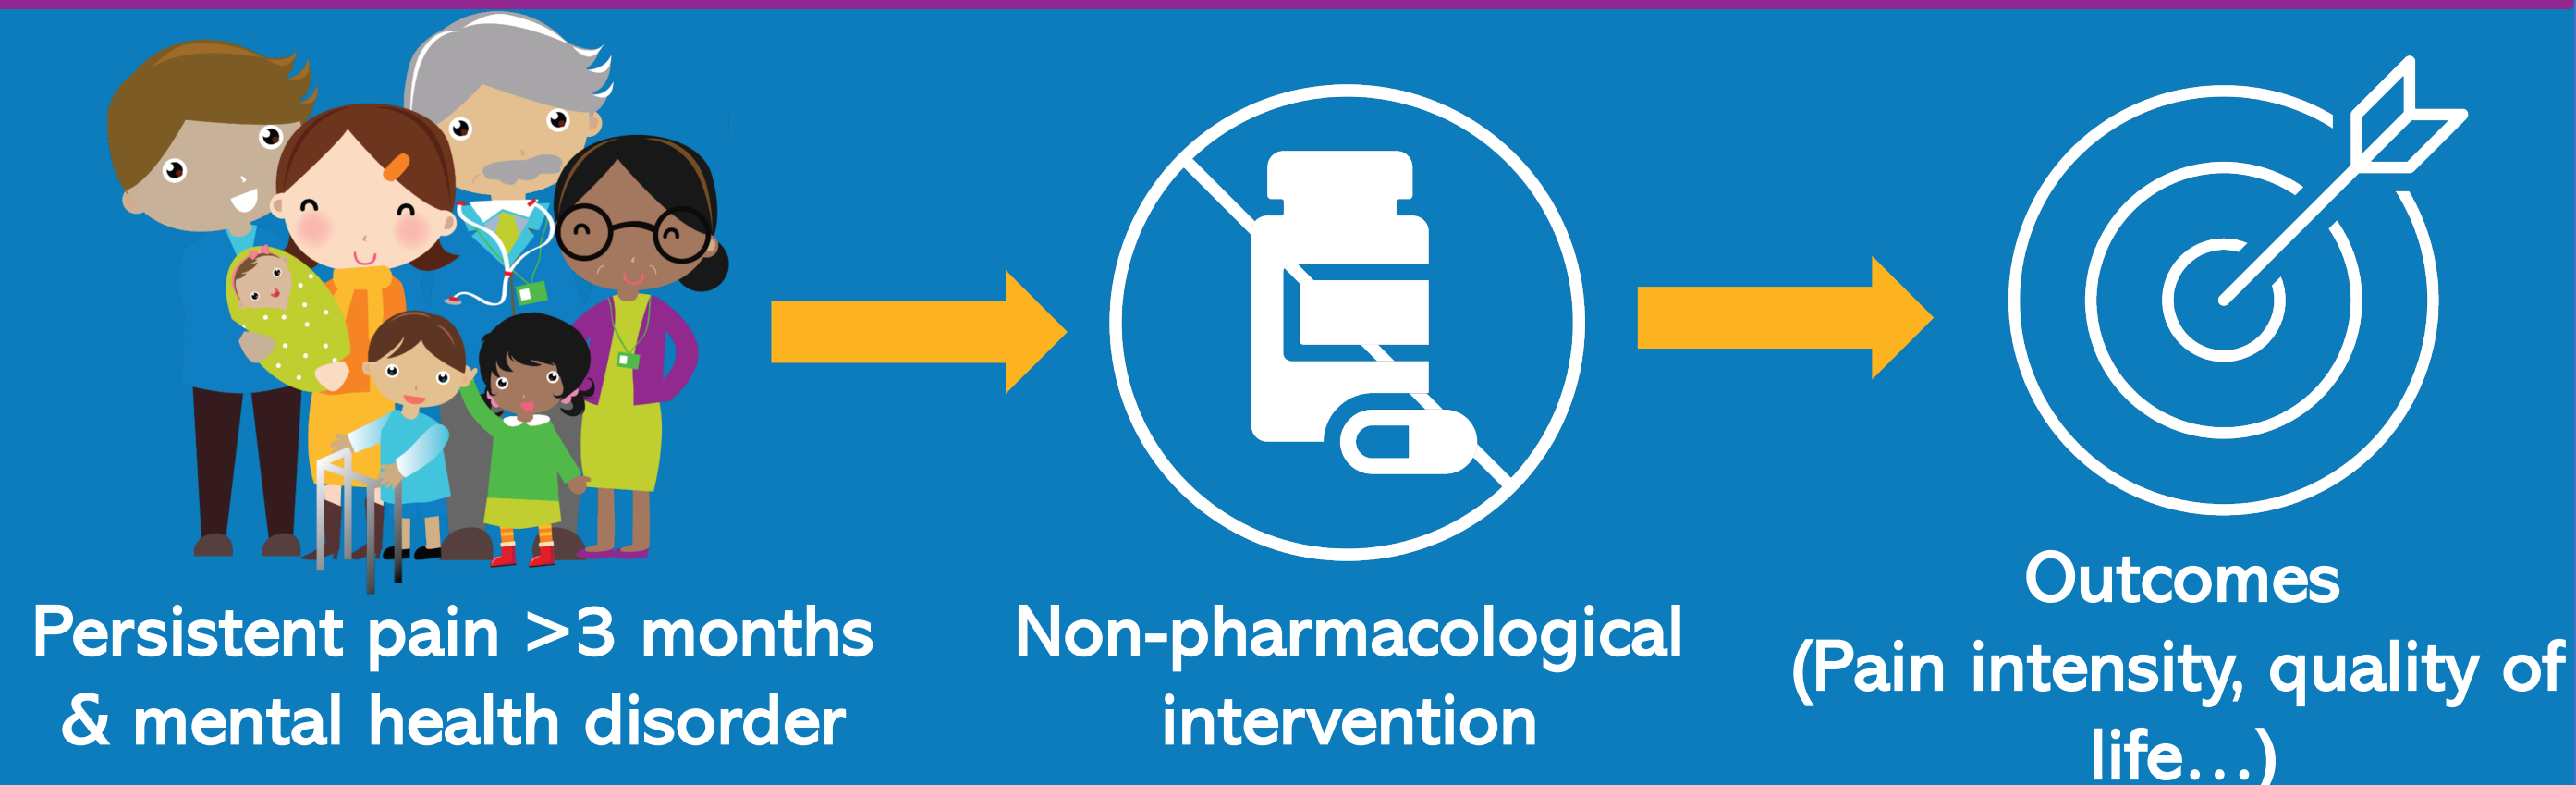 Persistent pain >3 months
& mental health disorder
Non-pharmacological
intervention
Outcomes
(Pain intensity, quality of
life...)